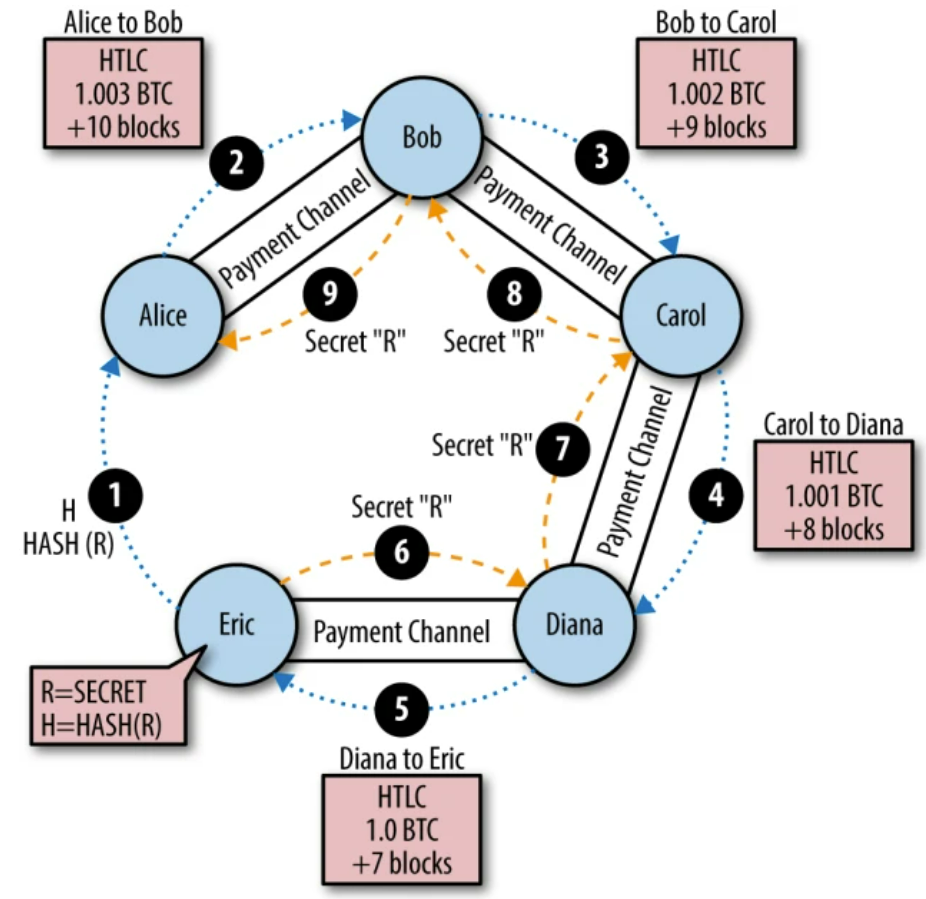 Alice to Bob
HTLC
1.003 BTC
+10 blocks
Bob to Carol
HTLC
1.002 BTC
+9 blocks
Bob
2
3
Payment Channel
Payment Channel
Alice
9
Secret "R"
8
Secret "R"
Carol
Secret "R"
7
Payment Channel
Carol to Diana
HTLC
1.001 BTC
+8 blocks
4
1
H
HASH (R)
Secret "R"
6
Eric
Payment Channel
Diana
R=SECRET
H=HASH(R)
5
Diana to Eric
HTLC
1.0 BTC
+7 blocks